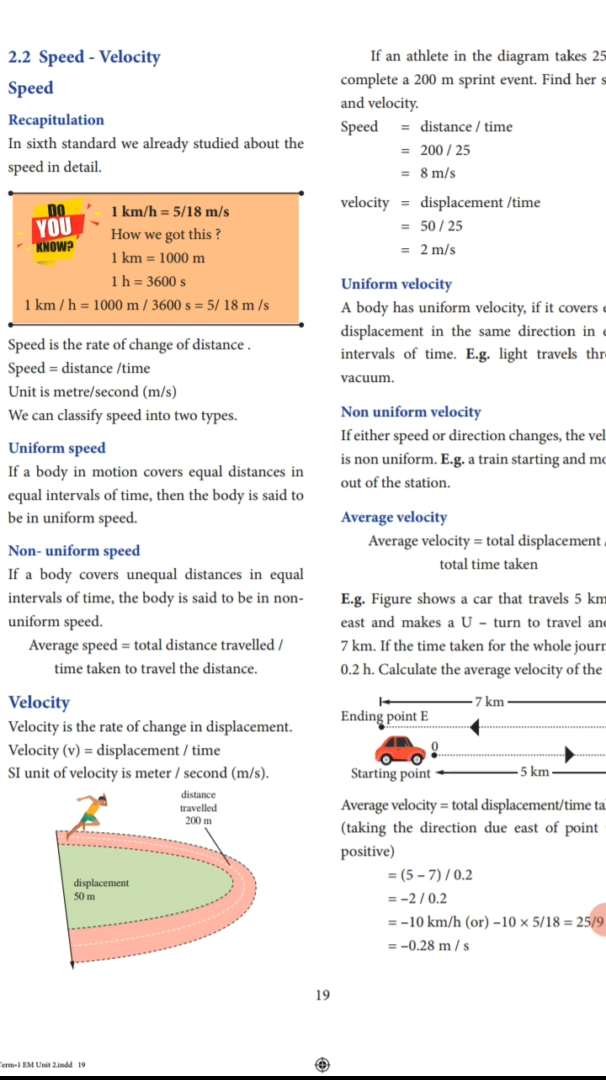 2.2 Speed - Velocity
Speed
Recapitulation
In sixth standard we already studied about the
speed in detail.
DO
YOU
KNOW?
1 km/h = 5/18 m/s
How we got this ?
1 km = 1000 m
1 h = 3600 s
1 km / h = 1000 m / 3600 s = 5/ 18 m /s
Speed is the rate of change of distance .
Speed = distance /time
Unit is metre/second (m/s)
We can classify speed into two types.
Uniform speed
If a body in motion covers equal distances in
equal intervals of time, then the body is said to
be in uniform speed.
Non- uniform speed
If a body covers unequal distances in equal
intervals of time, the body is said to be in non-
uniform speed.
Average speed = total distance travelled /
time taken to travel the distance.
Velocity
Velocity is the rate of change in displacement.
Velocity (v) = displacement / time
SI unit of velocity is meter / second (m/s).
distance
travelled
200 m
displacement
50 m
If an athlete in the diagram takes 25
complete a 200 m sprint event. Find her s
and velocity.
Speed = distance / time
= 200 / 25
= 8 m/s
velocity = displacement /time
= 50 / 25
= 2 m/s
Uniform velocity
A body has uniform velocity, if it covers
displacement in the same direction in
intervals of time. E.g. light travels thr
vacuum.
Non uniform velocity
If either speed or direction changes, the vel
is non uniform. E.g. a train starting and mo
out of the station.
Average velocity
Average velocity = total displacement
total time taken
E.g. Figure shows a car that travels 5 km
east and makes a U – turn to travel an
7 km. If the time taken for the whole journ
0.2 h. Calculate the average velocity of the
7 km
Ending point E
0
Starting point
5 km
Average velocity = total displacement/time ta
(taking the direction due east of point
positive)
= (5 – 7) / 0.2
= –2 / 0.2
= –10 km/h (or) –10 × 5/18 = 25/9
= –0.28 m / s
19
Term-1 EM Unit 2.indd 19